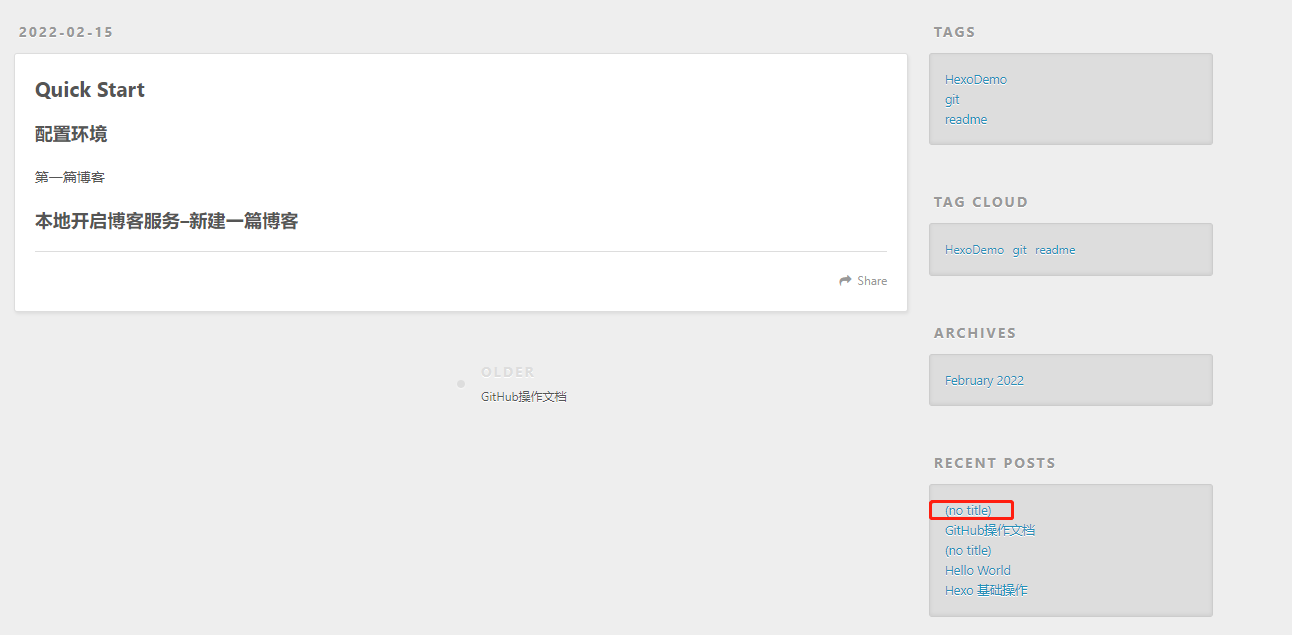 2022-02-15
Quick Start
配置环境
第一篇博客
本地开启博客服务–新建一篇博客
Share
OLDER
GitHub操作文档
TAGS
HexoDemo
git
readme
TAG CLOUD
HexoDemo git readme
ARCHIVES
February 2022
RECENT POSTS
(no title)
GitHub操作文档
(no title)
Hello World
Hexo 基础操作